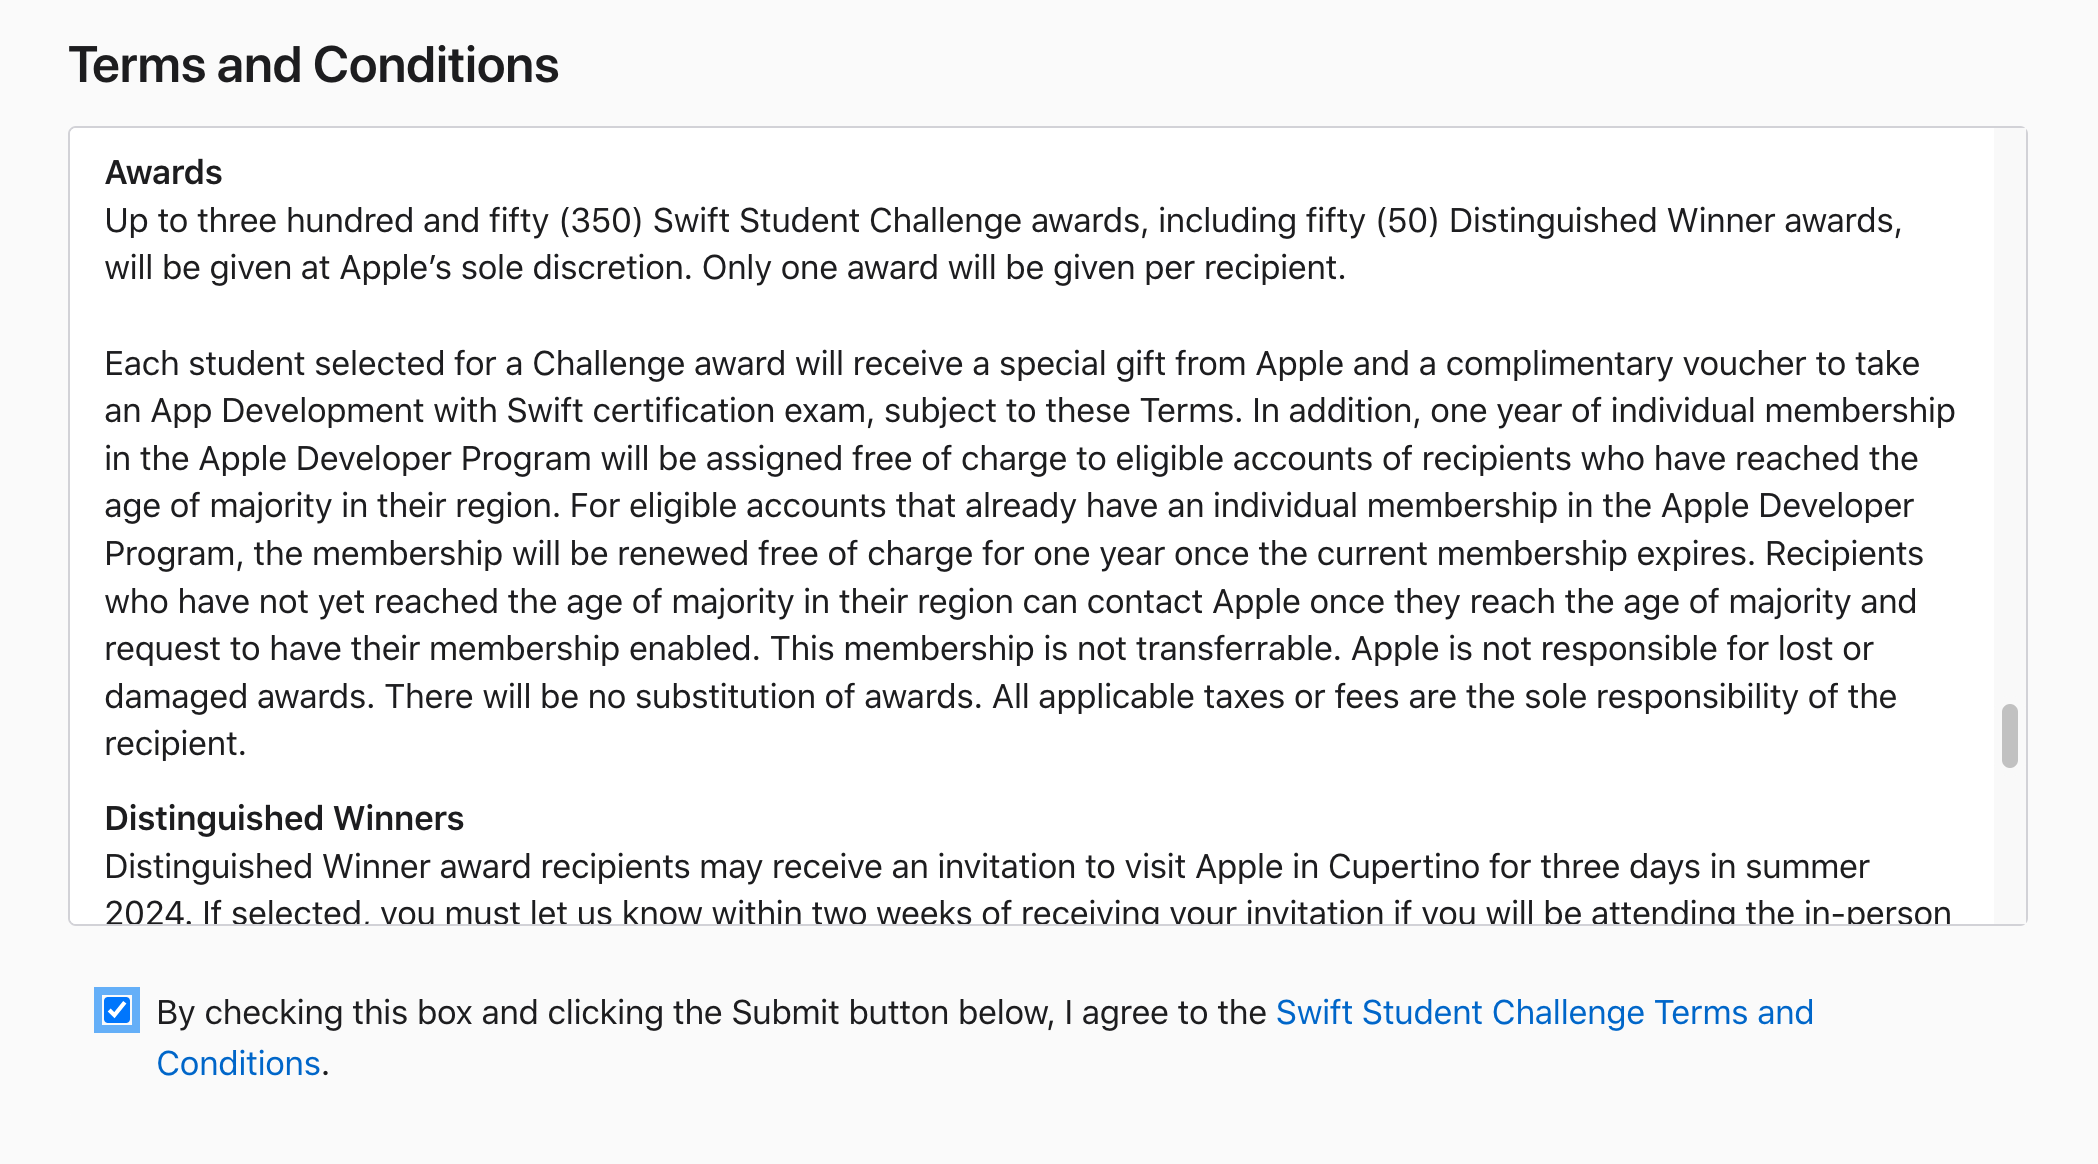 Terms and Conditions
Awards
Up to three hundred and fifty (350) Swift Student Challenge awards, including fifty (50) Distinguished Winner awards,
will be given at Apple’s sole discretion. Only one award will be given per recipient.
Each student selected for a Challenge award will receive a special gift from Apple and a complimentary voucher to take
an App Development with Swift certification exam, subject to these Terms. In addition, one year of individual membership
in the Apple Developer Program will be assigned free of charge to eligible accounts of recipients who have reached the
age of majority in their region. For eligible accounts that already have an individual membership in the Apple Developer
Program, the membership will be renewed free of charge for one year once the current membership expires. Recipients
who have not yet reached the age of majority in their region can contact Apple once they reach the age of majority and
request to have their membership enabled. This membership is not transferrable. Apple is not responsible for lost or
damaged awards. There will be no substitution of awards. All applicable taxes or fees are the sole responsibility of the
recipient.
Distinguished Winners
Distinguished Winner award recipients may receive an invitation to visit Apple in Cupertino for three days in summer
2024. If selected, you must let us know within two weeks of receiving your invitation if you will be attending the in-person
By checking this box and clicking the Submit button below, I agree to the Swift Student Challenge Terms and
Conditions.